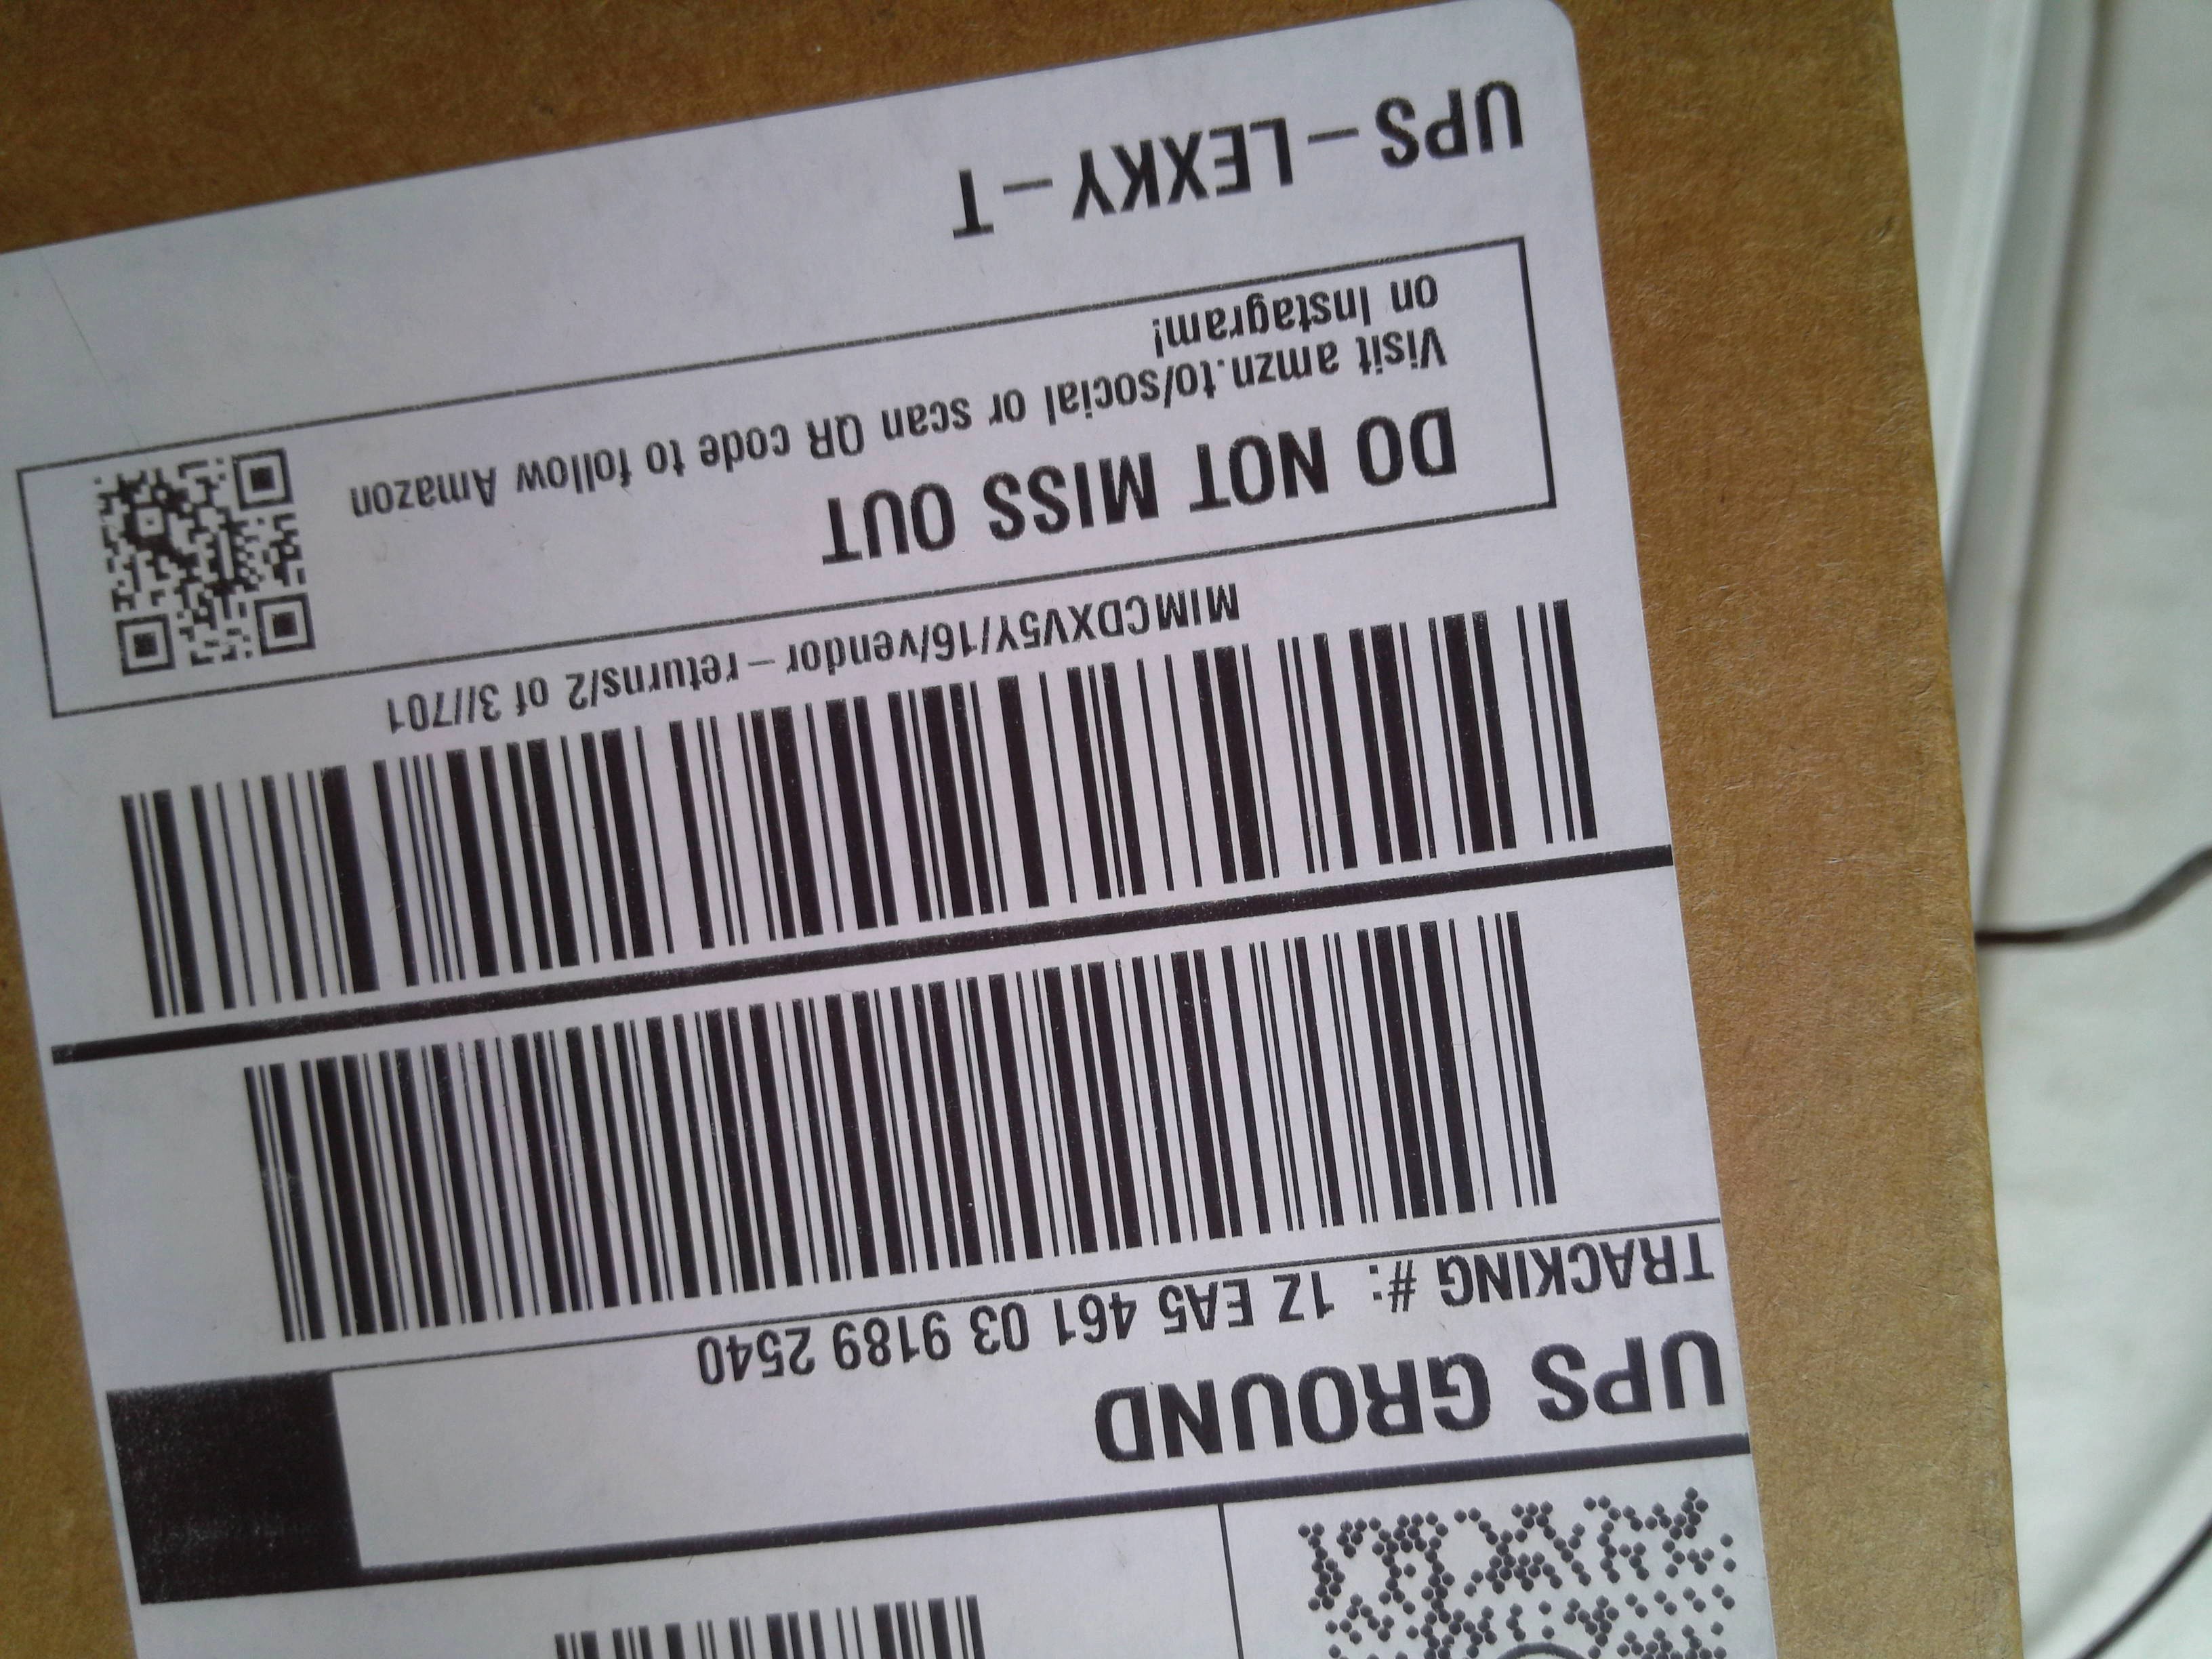 UPS GROUND
TRACKING #: 1Z EA5 461 03 9189 2540
MIMCDXV5Y/16/vendor – returns/2 of 3//701
DO NOT MISS OUT
Visit amzn.to/social or scan QR code to follow Amazon
on Instagram!
UPS – LEXKY – T